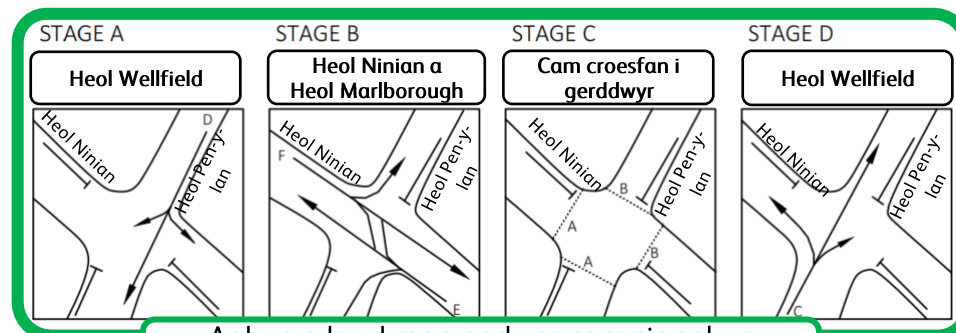 STAGE A
STAGE B
STAGE C
STAGE D
Heol Wellfield
Heol Ninian a
Heol Marlborough
Cam croesfan i
gerddwyr
Heol Wellfield
Heol Ninian
D
Heol Pen-y-
lan
Heol Ninian
F
Heol Pen-y-
lan
E
Heol Ninian
B
Heol Pen-y-
lan
A
B
A
Heol Ninian
Heol Pen-y-
lan
C